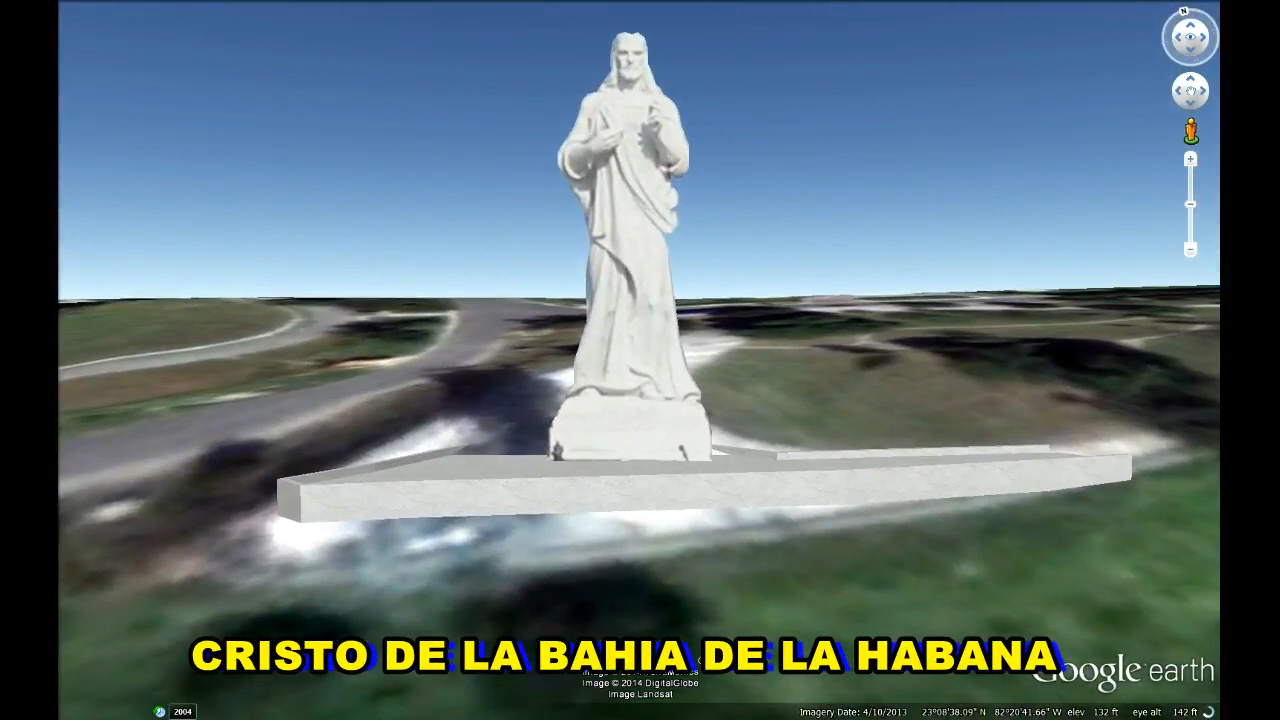 N
CRISTO DE LA BAHIA DE LA HABANA
Google earth
Image © 2014 DigitalGlobe
Image Landsat
2004
Imagery Date: 4/10/2013 23°08'38.09" N 82°20'41.66" W elev 132 ft eye alt 142 ft